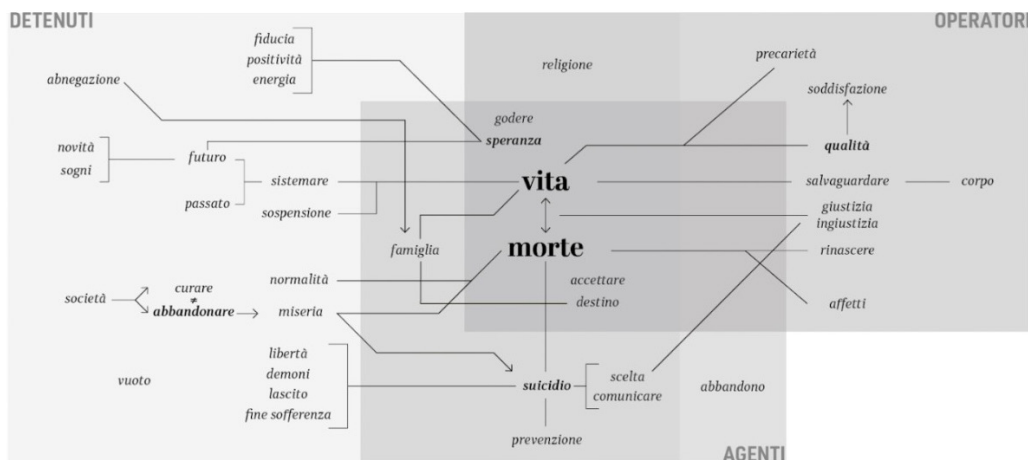 DETENUTI
OPERATORI
fiducia
positività
energia
religione
precarietà
abnegazione
soddisfazione
godere
speranza
novità
sogni
futuro
qualità
sistemare
vita
salvaguardare
corpo
passato
sospensione
giustizia
ingiustizia
famiglia
morte
rinascere
normalità
accettare
destino
società
curare
≠
abbandonare
miseria
affetti
libertà
demoni
lascito
fine sofferenza
vuoto
suicidio
scelta
comunicare
abbandono
prevenzione
AGENTI